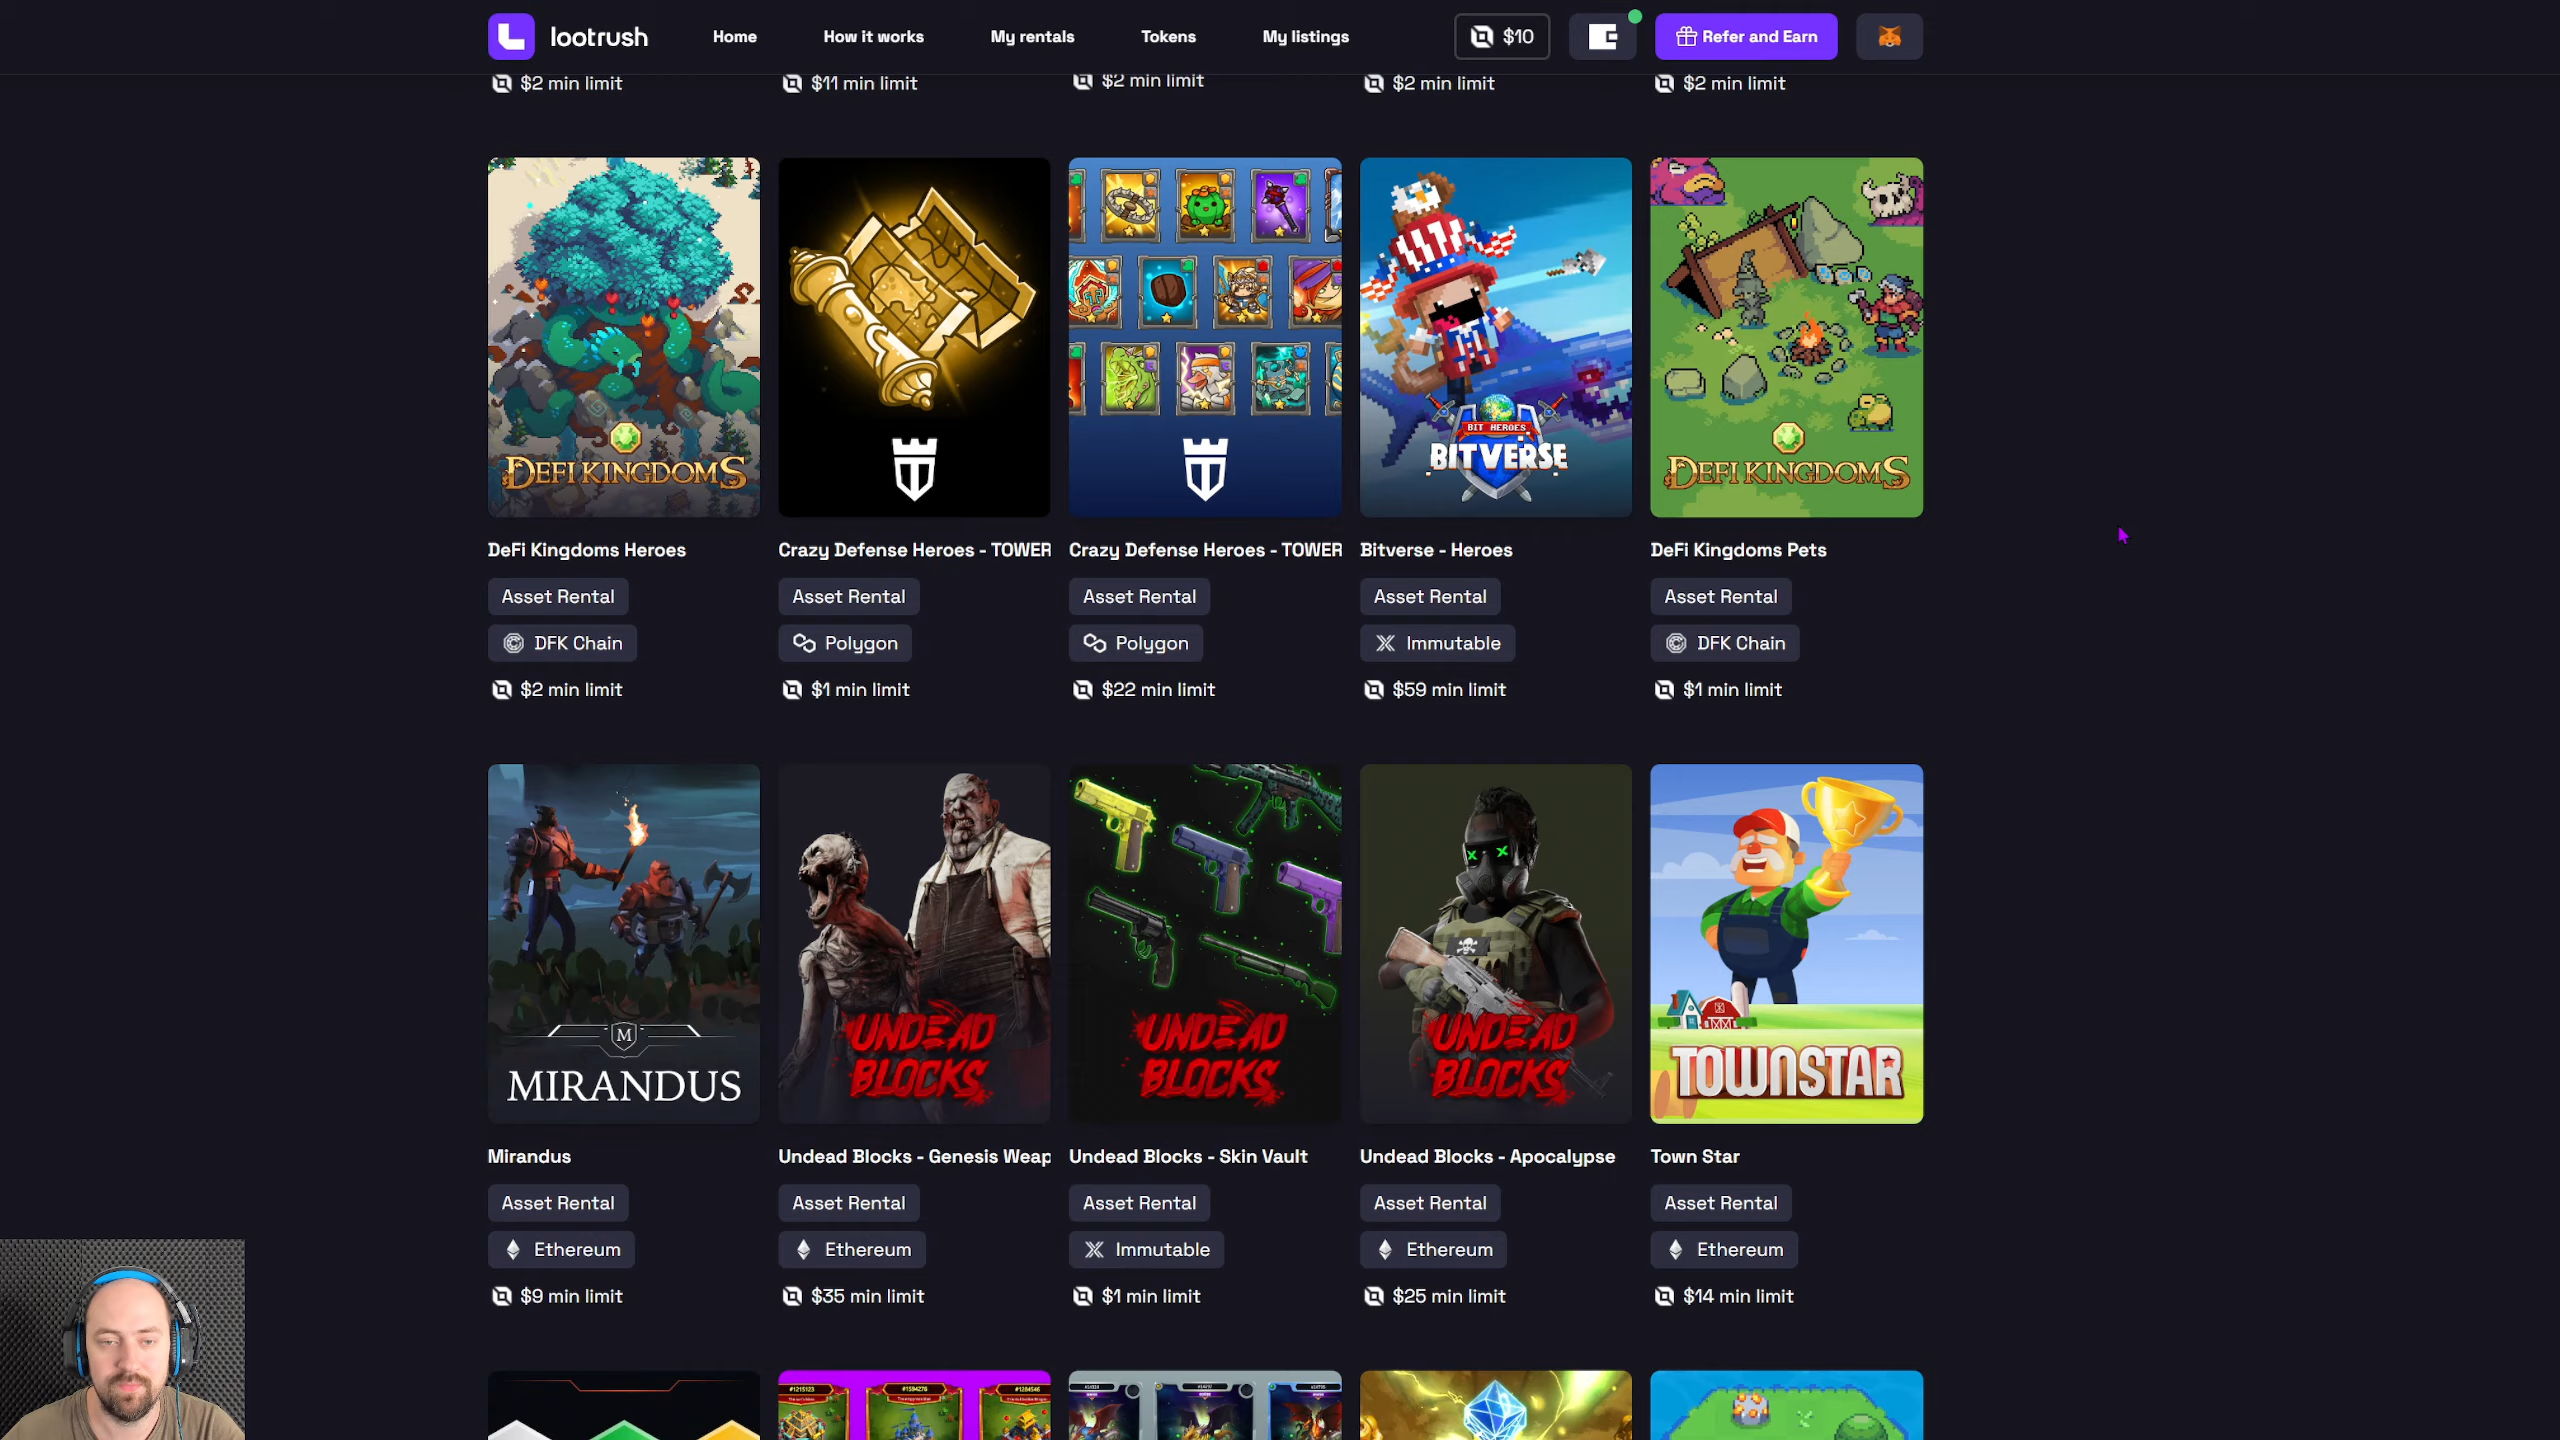 lootrush
Home
How it works
My rentals
Tokens
My listings
$10
Refer and Earn
$2 min limit
$11 min limit
$2 min limit
$2 min limit
$2 min limit
DEFI KINGDOMS
BIT HEROES
BITVERSE
DEFI KINGDOMS
DeFi Kingdoms Heroes
Crazy Defense Heroes - TOWER
Crazy Defense Heroes - TOWER
Bitverse - Heroes
DeFi Kingdoms Pets
Asset Rental
Asset Rental
Asset Rental
Asset Rental
Asset Rental
DFK Chain
Polygon
Polygon
Immutable
DFK Chain
$2 min limit
$1 min limit
$22 min limit
$59 min limit
$1 min limit
M
MIRANDUS
UNDEAD
BLOCKS
UNDEAD
BLOCKS
UNDEAD
BLOCKS
TOWNSTAR
Mirandus
Undead Blocks - Genesis Weap
Undead Blocks - Skin Vault
Undead Blocks - Apocalypse
Town Star
Asset Rental
Asset Rental
Asset Rental
Asset Rental
Asset Rental
Ethereum
Ethereum
Immutable
Ethereum
Ethereum
$9 min limit
$35 min limit
$1 min limit
$25 min limit
$14 min limit
#1215123
#1594276
#1284546